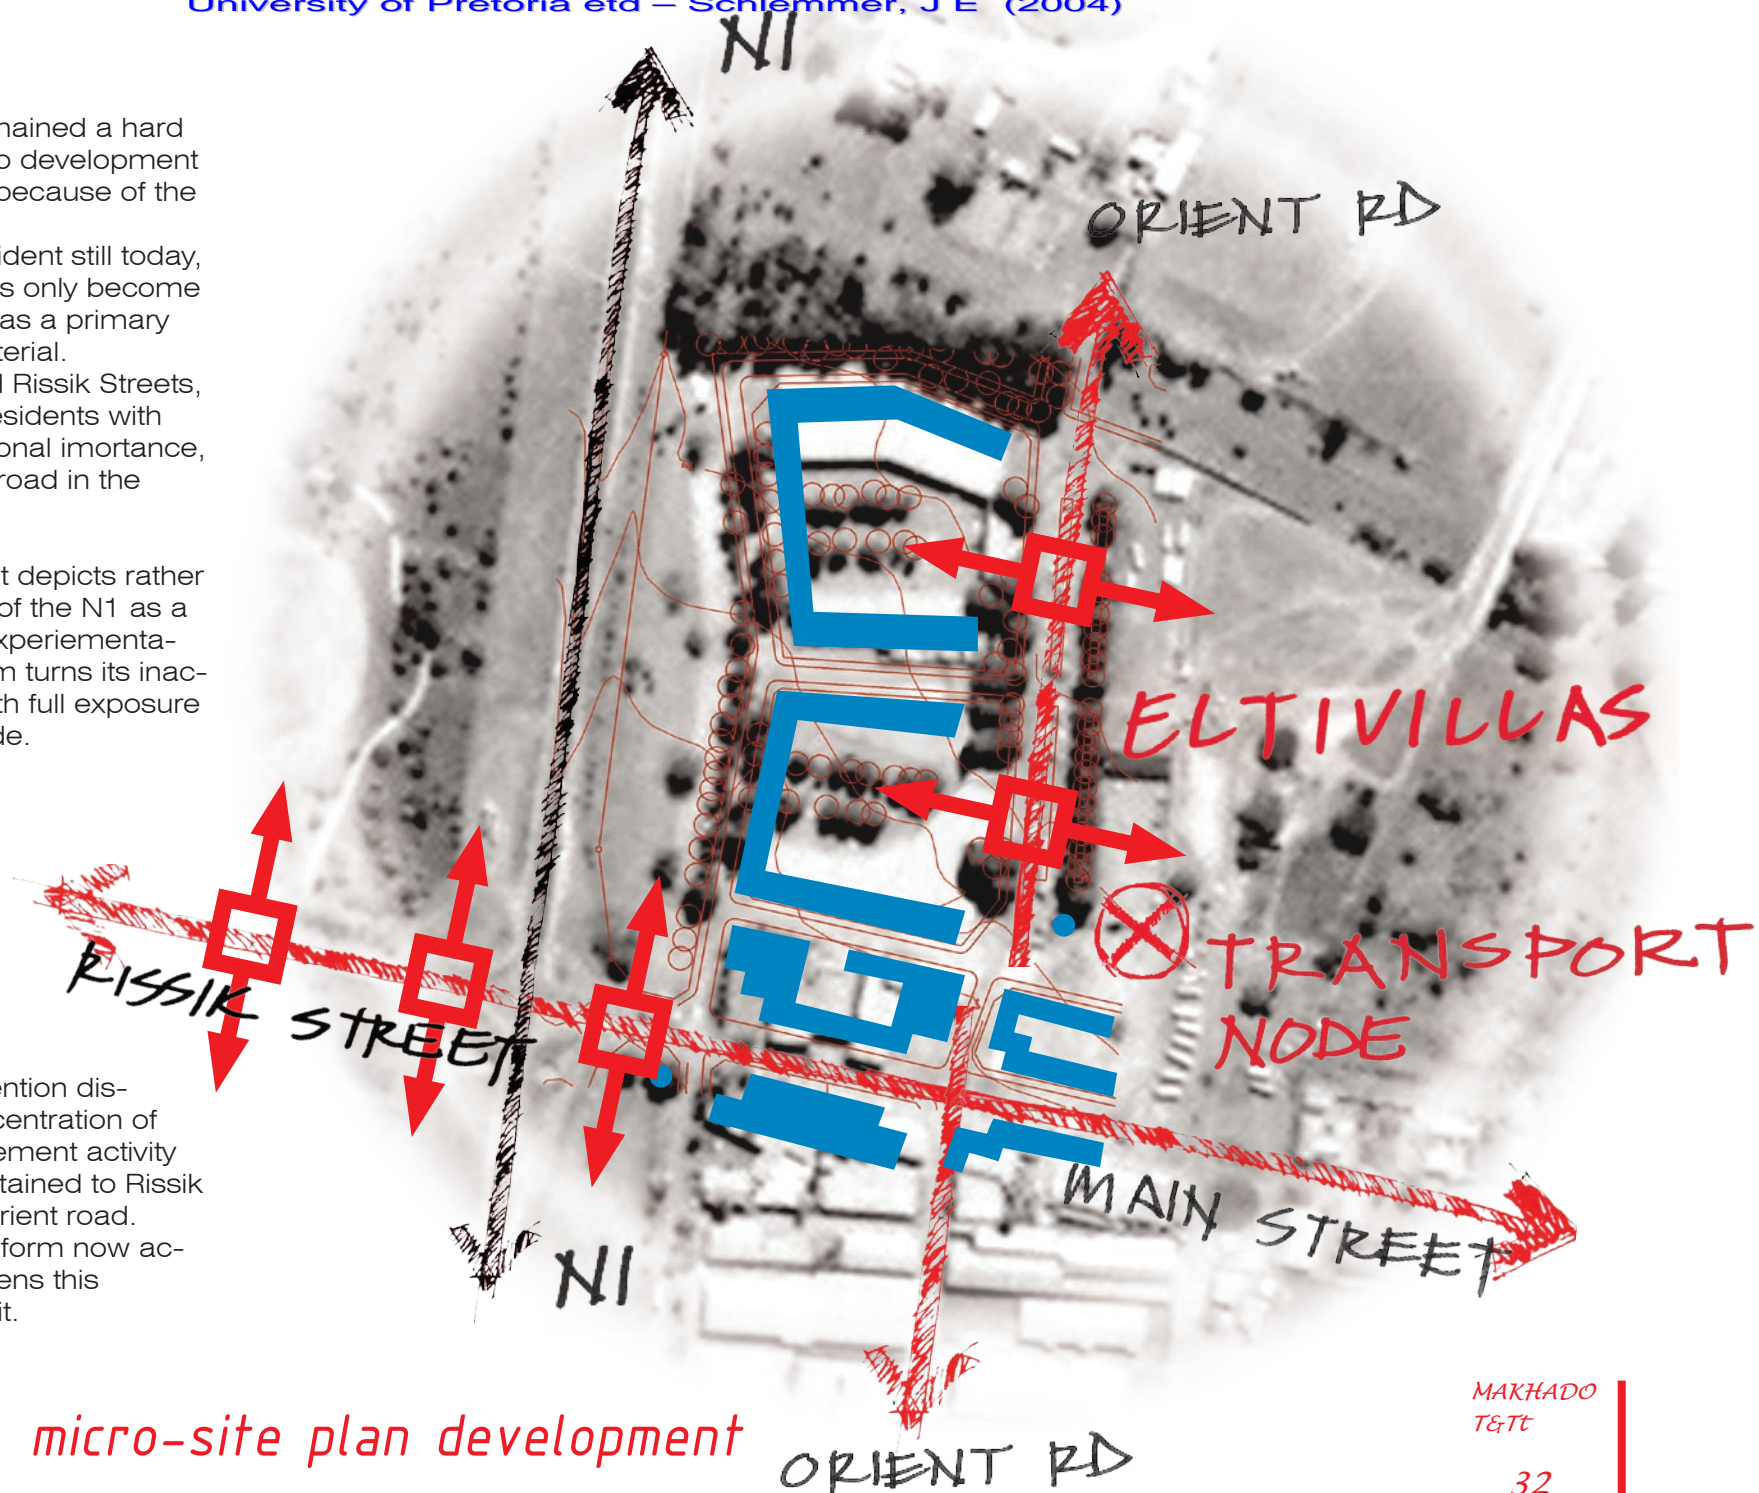 University of Pretoria etd – Schlemmer, J E (2004)
N1
ained a hard
development
because of the
ident still today,
s only become
as a primary
terial.
Rissik Streets,
esidents with
onal imortance,
road in the
ORIENT RD
t depicts rather
of the N1 as a
xperiementa-
m turns its inac-
th full exposure
de.
ELTIVILLAS
TRANSPORT
NODE
RISSIK STREET
ention dis-
centration of
ement activity
tained to Rissik
rient road.
form now ac-
ens this
it.
MAIN STREET
N1
micro-site plan development
ORIENT RD
MAKHADO
T&Tt
32